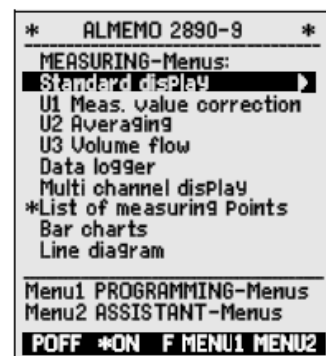 * ALMEMO 2890-9 *
MEASURING-Menus:
Standard display ▶
U1 Meas. value correction
U2 Averaging
U3 Volume flow
Data logger
Multi channel display
*List of measuring points
Bar charts
Line diagram
Menu1 PROGRAMMING-Menus
Menu2 ASSISTANT-Menus
POFF *ON F MENU1 MENU2